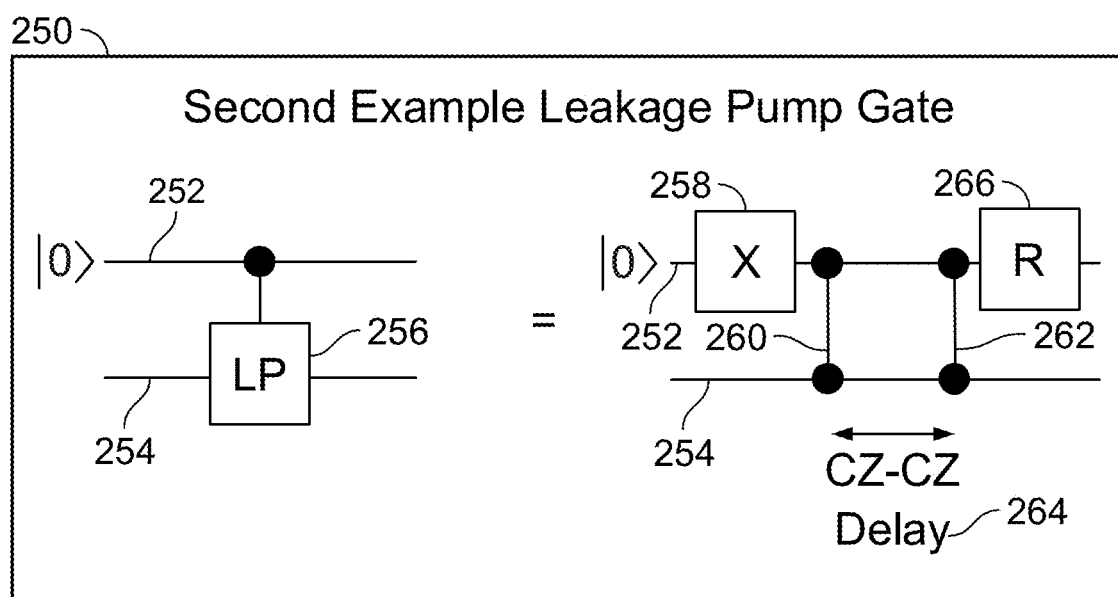 250
Second Example Leakage Pump Gate
252
|0⟩
LP
256
254
=
258
266
|0⟩
X
R
252
260
262
254
CZ-CZ
Delay
264